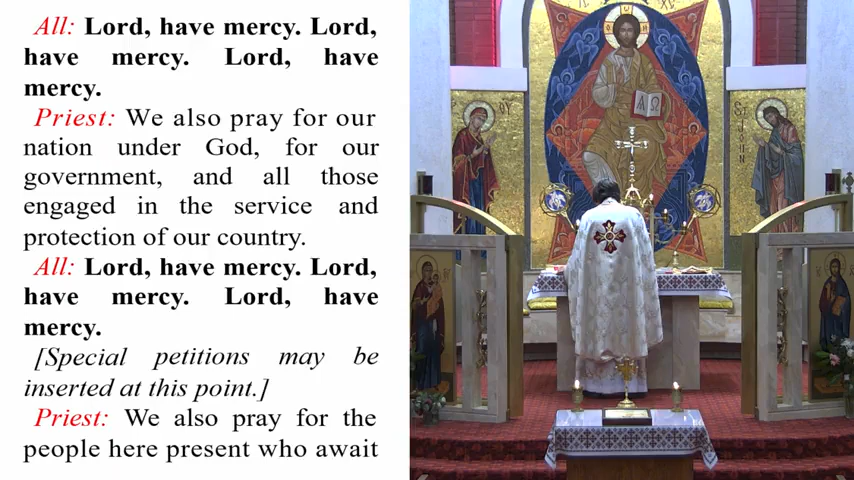 All: Lord, have mercy. Lord,
have mercy. Lord, have
mercy.
Priest: We also pray for our
nation under God, for our
government, and all those
engaged in the service and
protection of our country.
All: Lord, have mercy. Lord,
have mercy. Lord, have
mercy.
[Special petitions may be
inserted at this point.]
Priest: We also pray for the
people here present who await
Α Ω